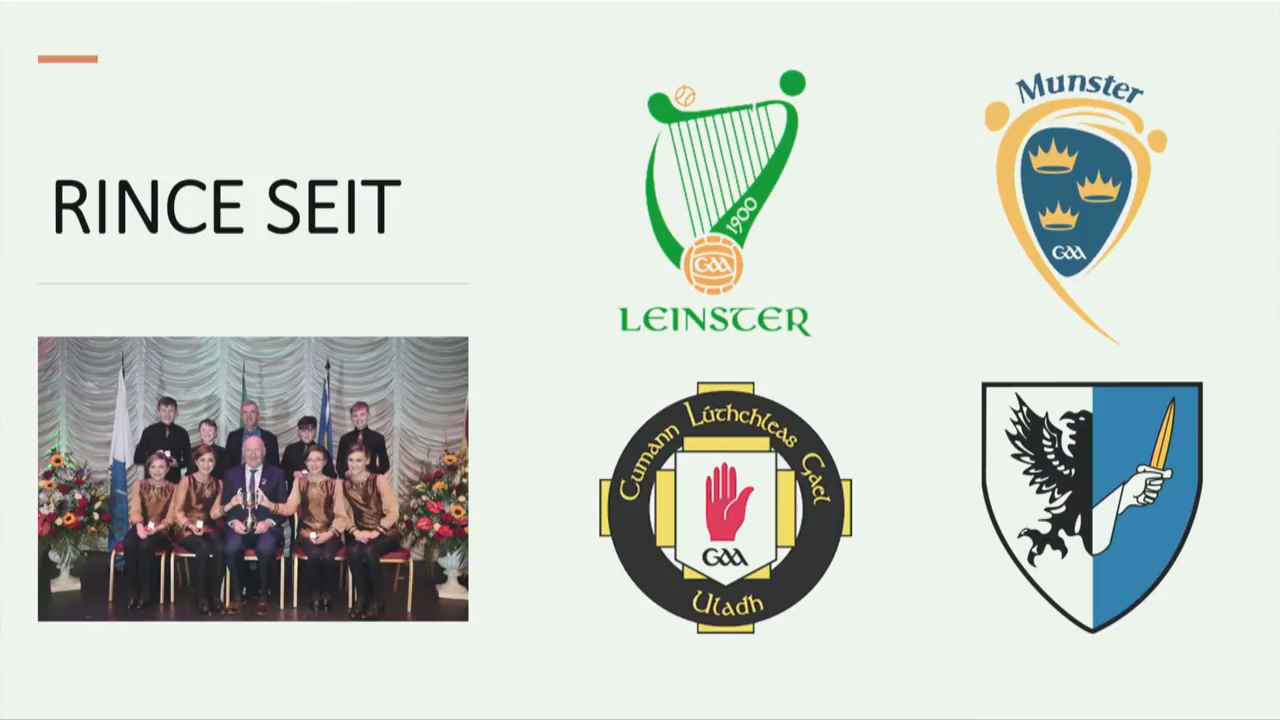 RINCE SEIT
1900
GAA
LEINSTER
Munster
GAA
Cumann Lúthchleas Gael
GAA
Uladh